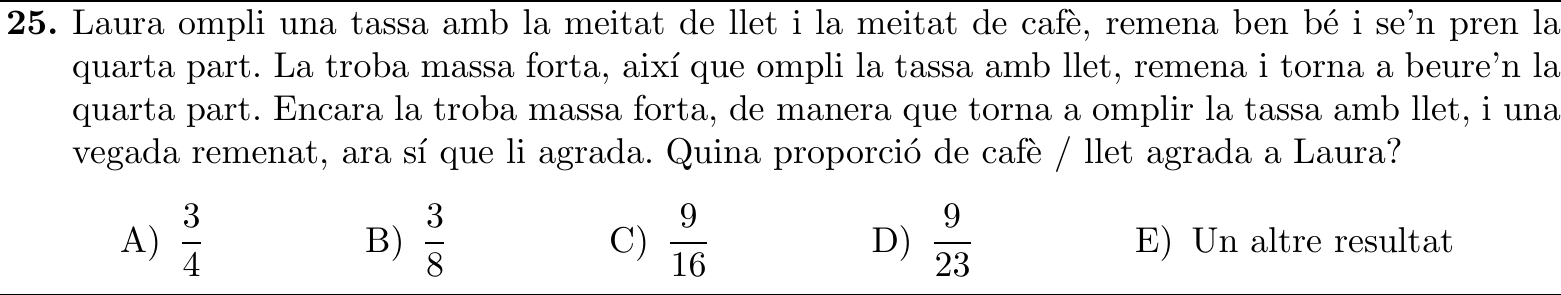 25. Laura ompli una tassa amb la meitat de llet i la meitat de cafè, remena ben bé i se'n pren la
quarta part. La troba massa forta, així que ompli la tassa amb llet, remena i torna a beure'n la
quarta part. Encara la troba massa forta, de manera que torna a omplir la tassa amb llet, i una
vegada remenat, ara sí que li agrada. Quina proporció de cafè / llet agrada a Laura?
A) 3/4 B) 3/8 C) 9/16 D) 9/23 E) Un altre resultat